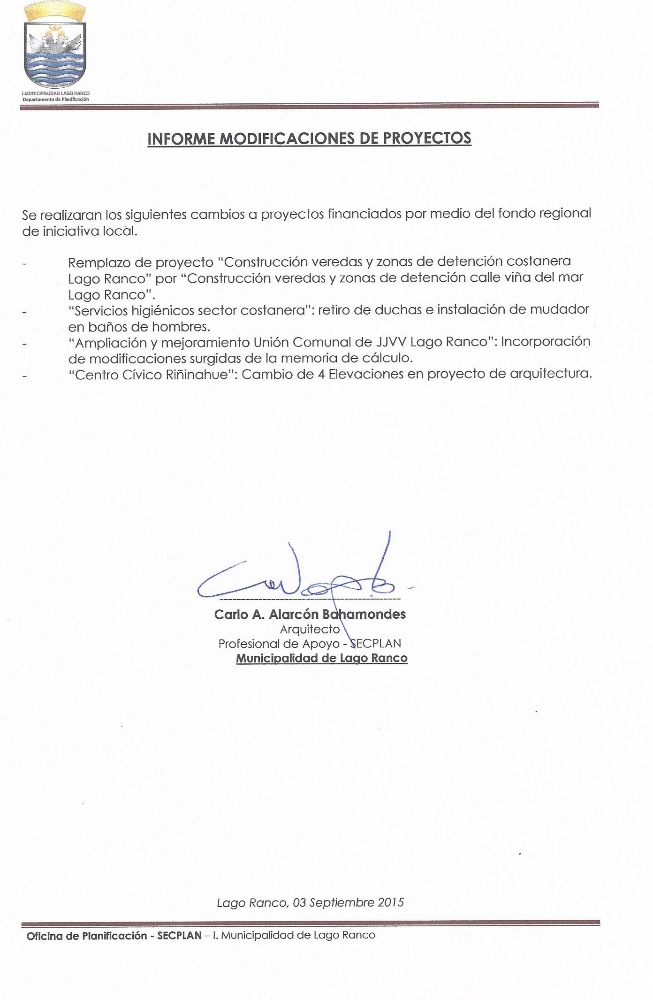 I.MUNICIPALIDAD LAGO RANCO
Departamento de Planificación
INFORME MODIFICACIONES DE PROYECTOS
Se realizaran los siguientes cambios a proyectos financiados por medio del fondo regional
de iniciativa local.
- Remplazo de proyecto “Construcción veredas y zonas de detención costanera
Lago Ranco” por “Construcción veredas y zonas de detención calle viña del mar
Lago Ranco”.
- “Servicios higiénicos sector costanera”: retiro de duchas e instalación de mudador
en baños de hombres.
- “Ampliación y mejoramiento Unión Comunal de JJVV Lago Ranco”: Incorporación
de modificaciones surgidas de la memoria de cálculo.
- “Centro Cívico Riñinahue”: Cambio de 4 Elevaciones en proyecto de arquitectura.
Carlo A. Alarcón Bahamondes
Arquitecto
Profesional de Apoyo - SECPLAN
Municipalidad de Lago Ranco
Lago Ranco, 03 Septiembre 2015
Oficina de Planificación - SECPLAN – I. Municipalidad de Lago Ranco